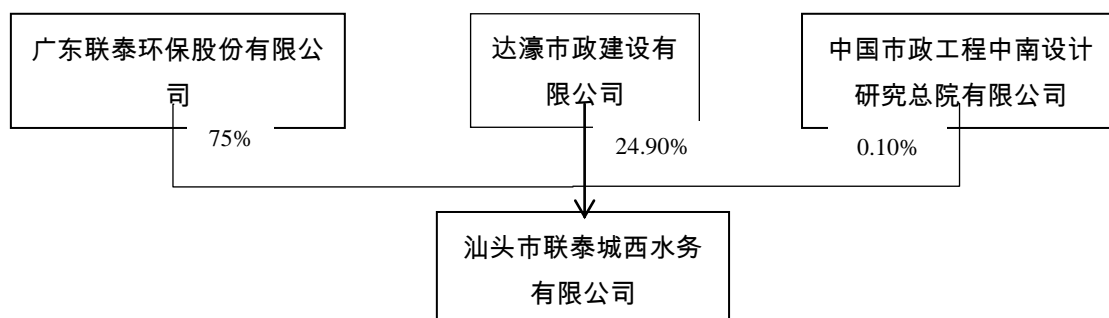 广东联泰环保股份有限公
司
达濠市政建设有
限公司
中国市政工程中南设计
研究总院有限公司
75%
24.90%
0.10%
汕头市联泰城西水务
有限公司